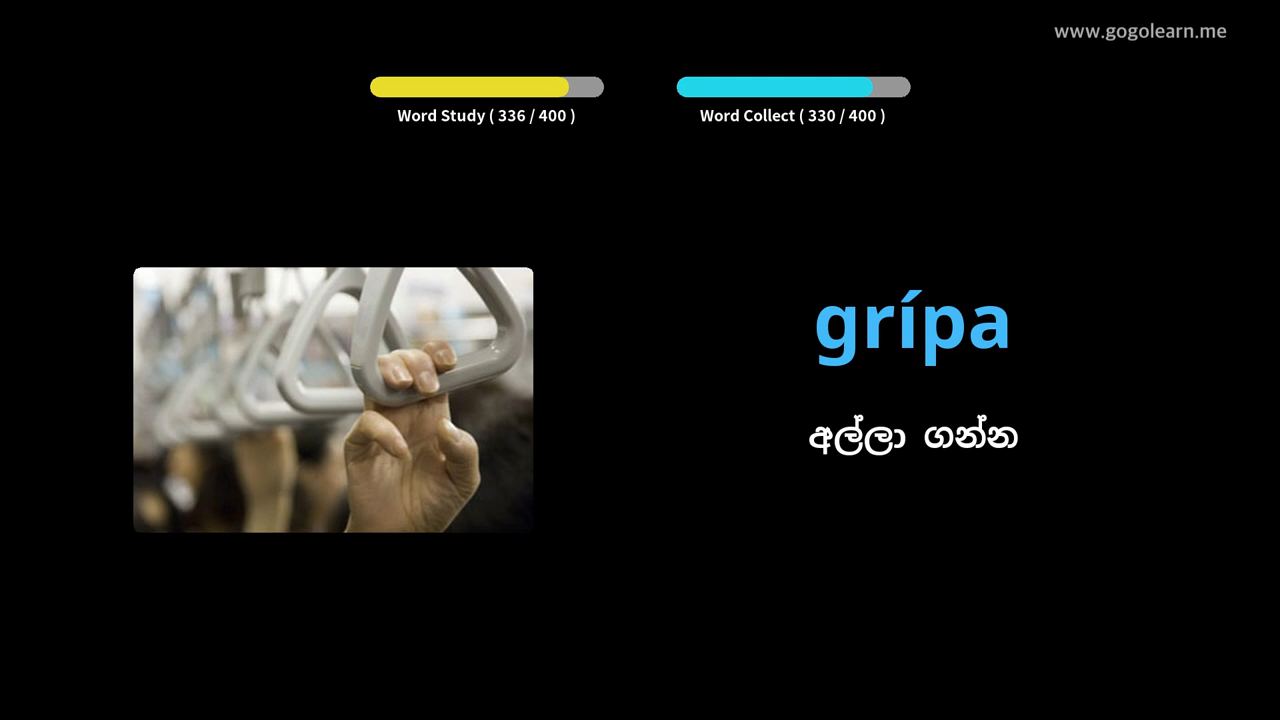 www.gogolearn.me
Word Study ( 336 / 400 )
Word Collect ( 330 / 400 )
grípa
අල්ලා ගන්න